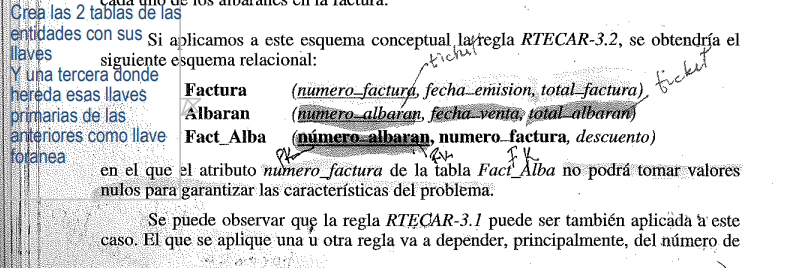 cada uno de los albaranes en la factura.
Crea las 2 tablas de las
entidades con sus
llaves
Y una tercera donde
hereda esas llaves
primarias de las
anteriores como llave
foranea
Si aplicamos a este esquema conceptual la regla RTECAR-3.2, se obtendría el
siguiente esquema relacional:
ticket
ticket
Factura (numero_factura, fecha_emision, total_factura)
Albaran (numero_albaran, fecha_venta, total_albaran)
Fact_Alba (número_albaran, numero_factura, descuento)
PK
FK
en el que el atributo numero_factura de la tabla Fact_Alba no podrá tomar valores
nulos para garantizar las características del problema.
Se puede observar que la regla RTECAR-3.1 puede ser también aplicada a este
caso. El que se aplique una u otra regla va a depender, principalmente, del número de